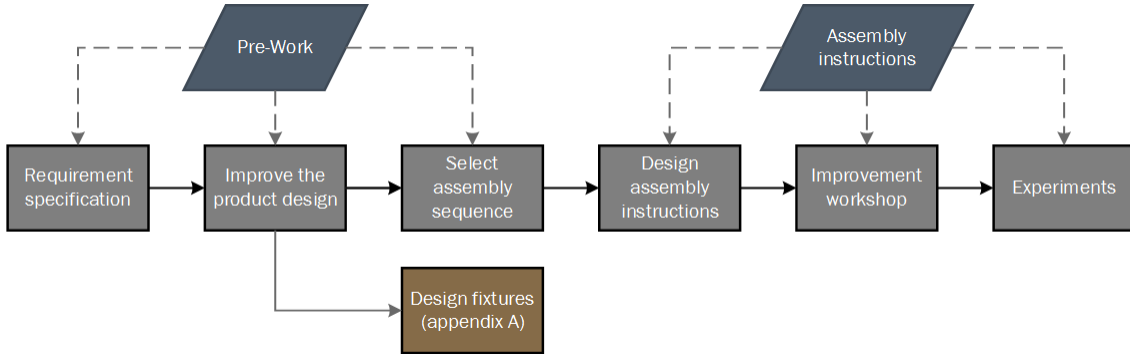 Pre-Work
Assembly
instructions
Requirement
specification
Improve the
product design
Select
assembly
sequence
Design
assembly
instructions
Improvement
workshop
Experiments
Design fixtures
(appendix A)